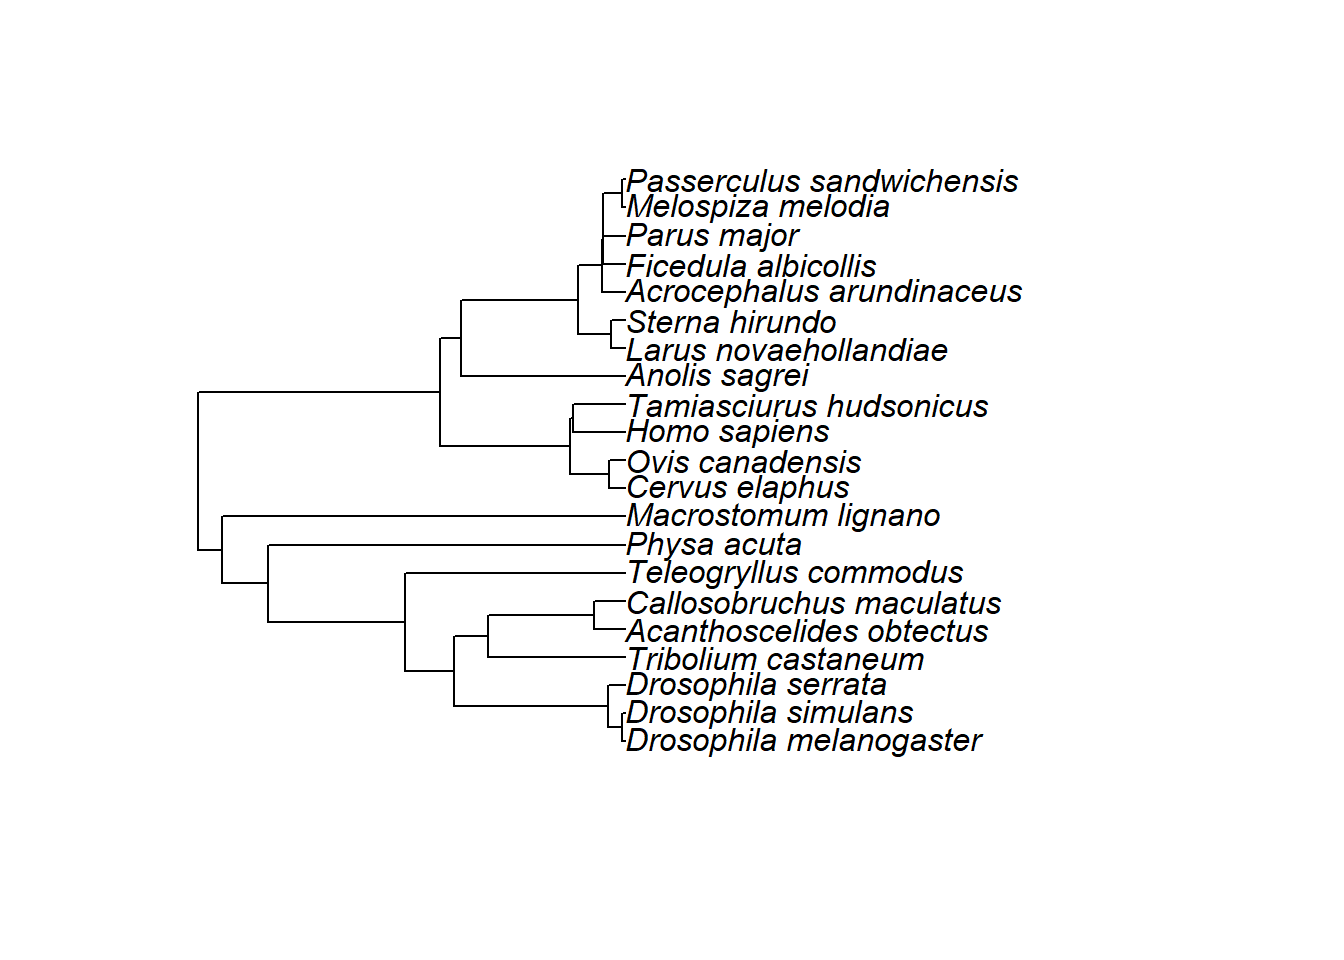 Passerculus sandwichensis
Melospiza melodia
Parus major
Ficedula albicollis
Acrocephalus arundinaceus
Sterna hirundo
Larus novaehollandiae
Anolis sagrei
Tamiasciurus hudsonicus
Homo sapiens
Ovis canadensis
Cervus elaphus
Macrostomum lignano
Physa acuta
Teleogryllus commodus
Callosobruchus maculatus
Acanthoscelides obtectus
Tribolium castaneum
Drosophila serrata
Drosophila simulans
Drosophila melanogaster